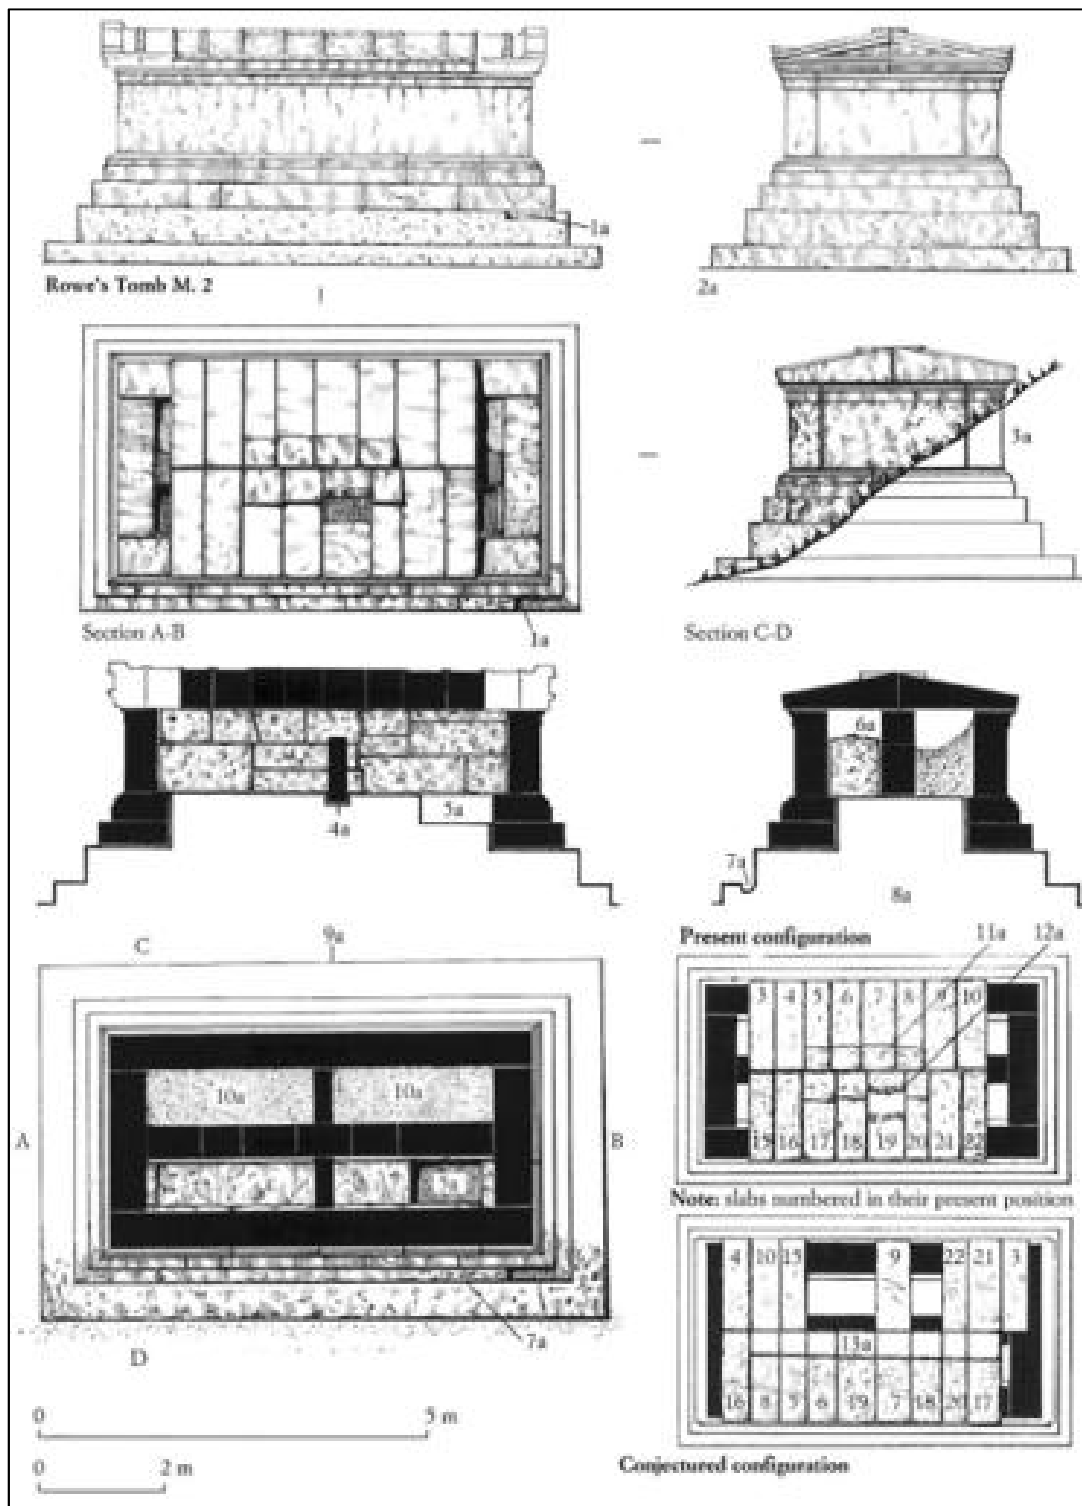 1a
Rowe's Tomb M. 2
1
2a
3a
Section A-B
1a
Section C-D
4a
5a
6a
7a
8a
C
9a
Present configuration
11a
12a
3 4 5 6 7 8 9 10
15 16 17 18 19 20 21 22
A
B
10a
10a
5a
7a
D
Note: slabs numbered in their present position
4 10 15 9 22 21 3
13a
16 8 5 6 19 7 18 20 17
Conjectured configuration
0 5 m
0 2 m